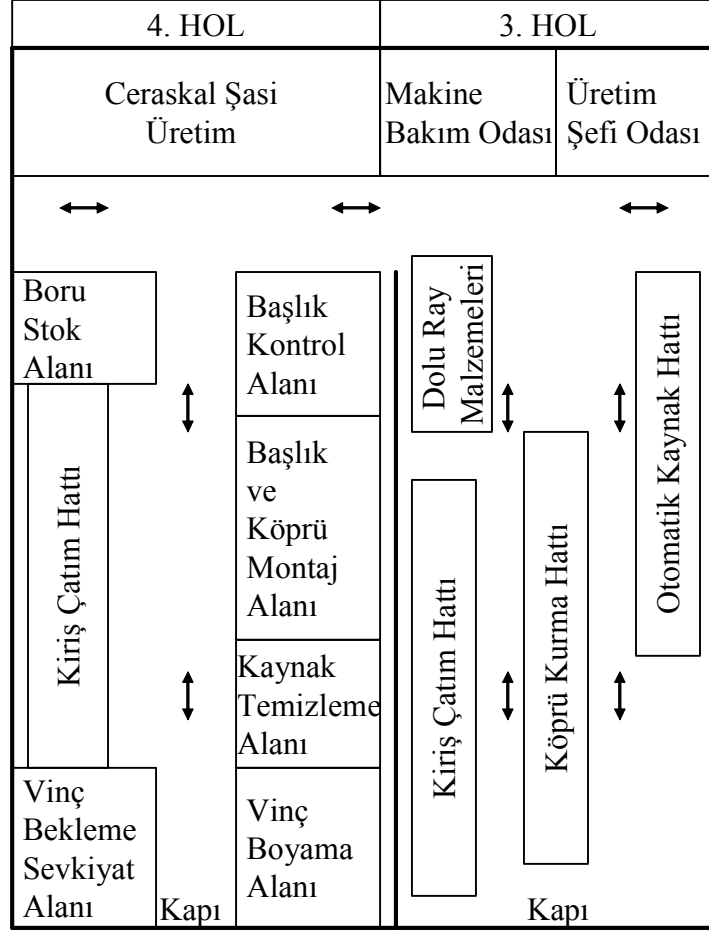 4. HOL
3. HOL
Ceraskal Şasi
Üretim
Makine
Bakım Odası
Üretim
Şefi Odası
Boru
Stok
Alanı
Kiriş Çatım Hattı
Vinç
Bekleme
Sevkiyat
Alanı
Kapı
Başlık
Kontrol
Alanı
Başlık
ve
Köprü
Montaj
Alanı
Kaynak
Temizleme
Alanı
Vinç
Boyama
Alanı
Dolu Ray
Malzemeleri
Kiriş Çatım Hattı
Köprü Kurma Hattı
Otomatik Kaynak Hattı
Kapı